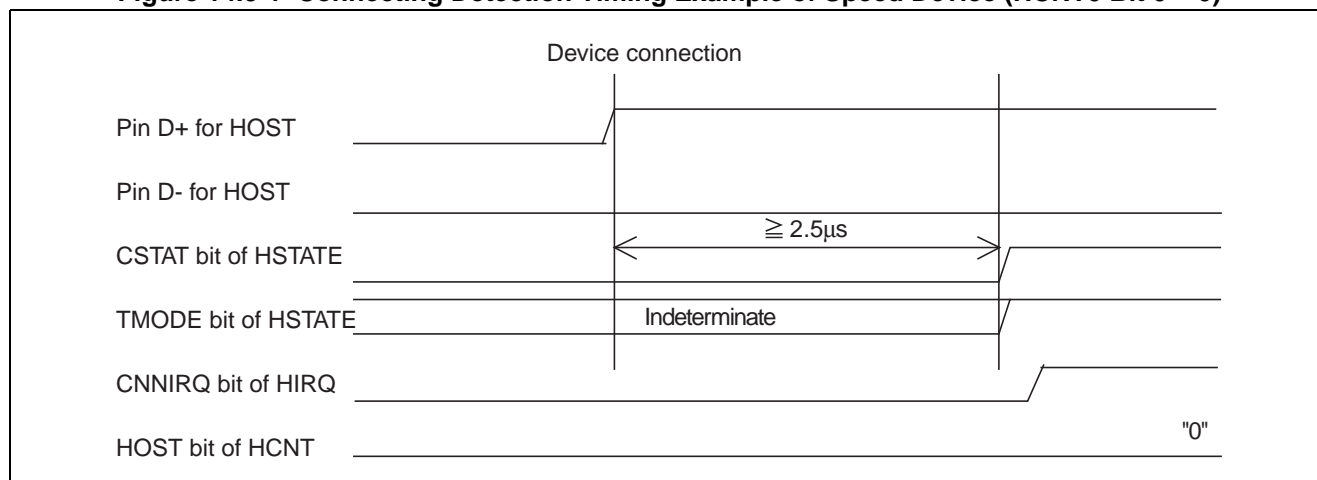 Device connection
Pin D+ for HOST
Pin D- for HOST
≧ 2.5μs
CSTAT bit of HSTATE
TMODE bit of HSTATE
Indeterminate
CNNIRQ bit of HIRQ
"0"
HOST bit of HCNT